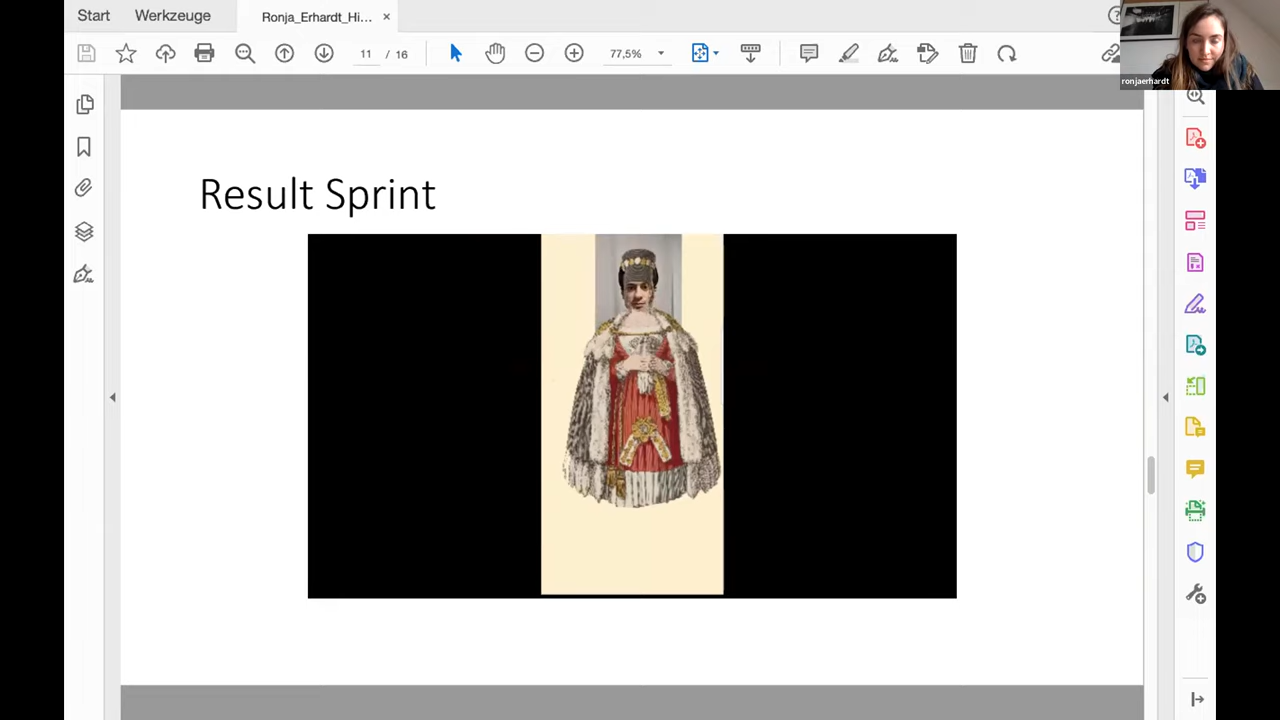 Start
Werkzeuge
Ronja_Erhardt_Hi...
11 / 16
77,5%
ronjaerhardt
Result Sprint